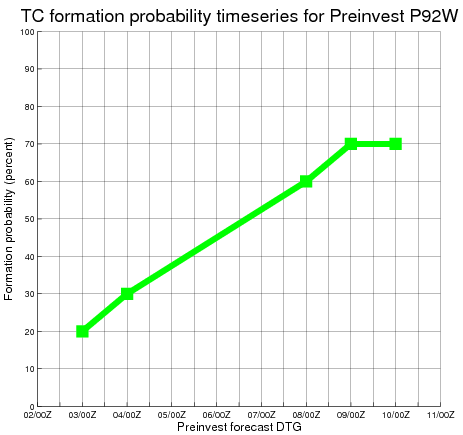 TC formation probability timeseries for Preinvest P92W
100
90
80
70
60
50
40
30
20
10
0
Formation probability (percent)
02/00Z 03/00Z 04/00Z 05/00Z 06/00Z 07/00Z 08/00Z 09/00Z 10/00Z 11/00Z
Preinvest forecast DTG